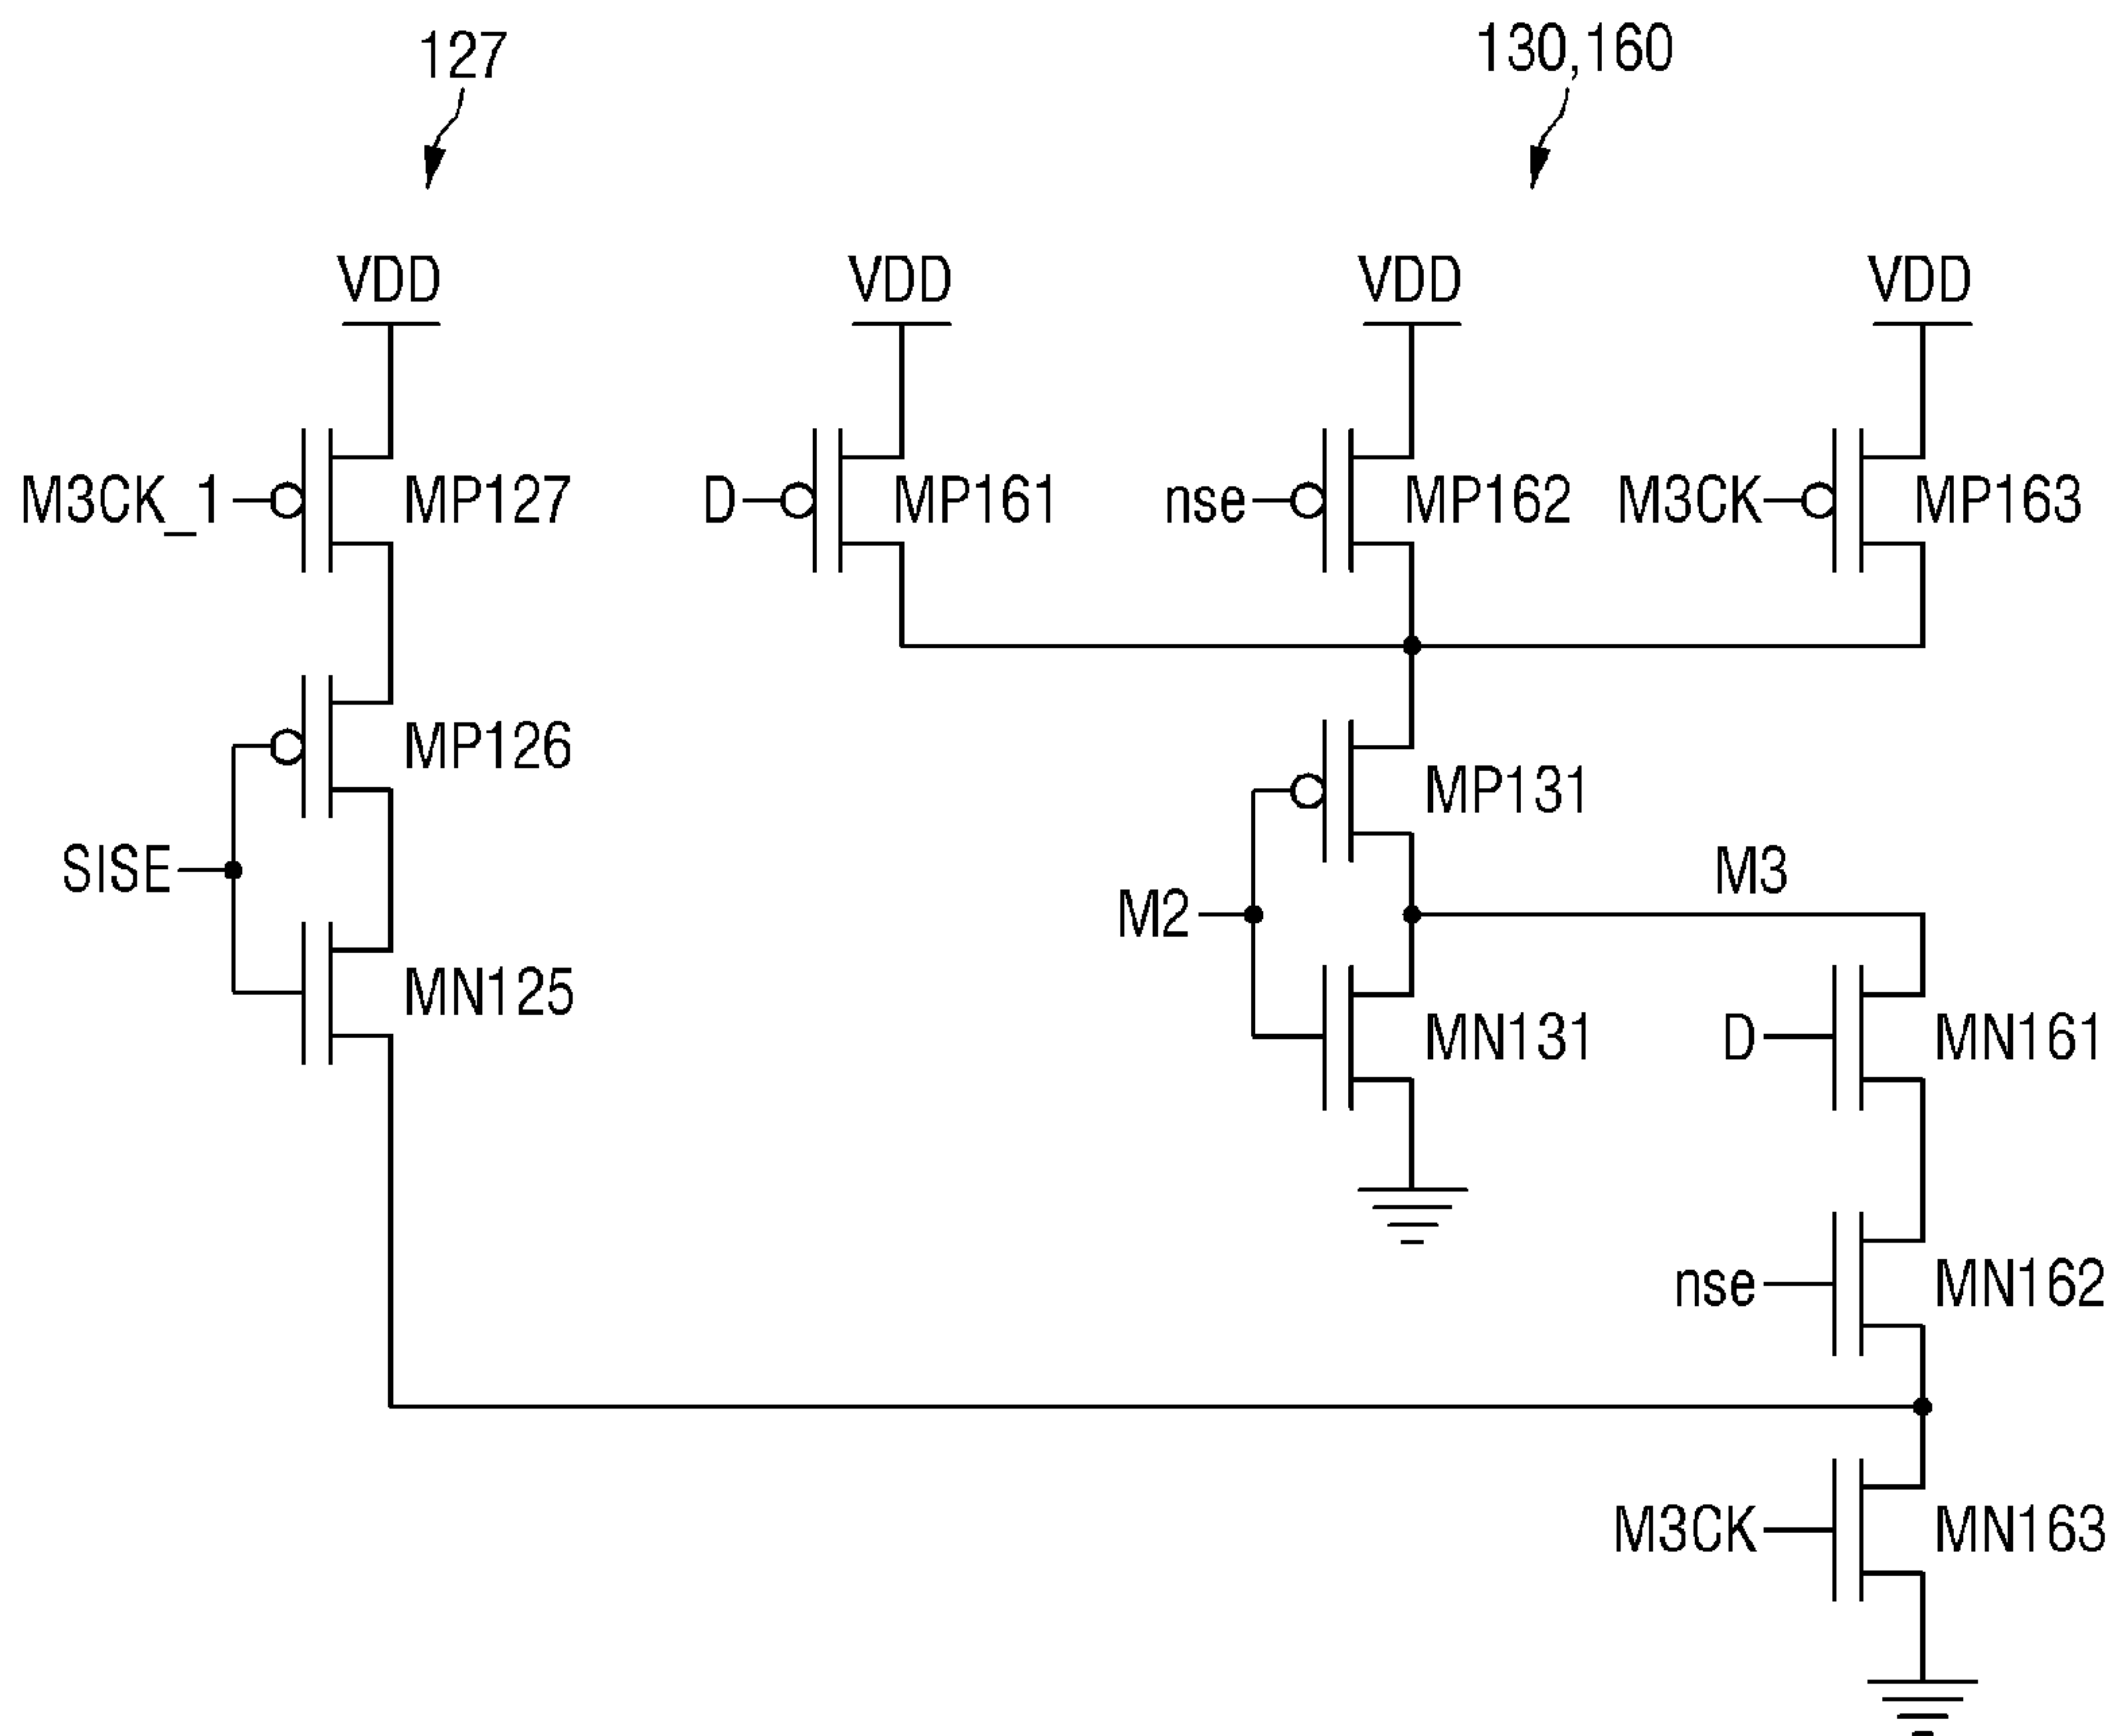 127
130,160
VDD
VDD
VDD
VDD
M3CK_1
MP127
D
MP161
nse
MP162
M3CK
MP163
MP126
MP131
SISE
M3
M2
MN125
MN131
D
MN161
nse
MN162
M3CK
MN163